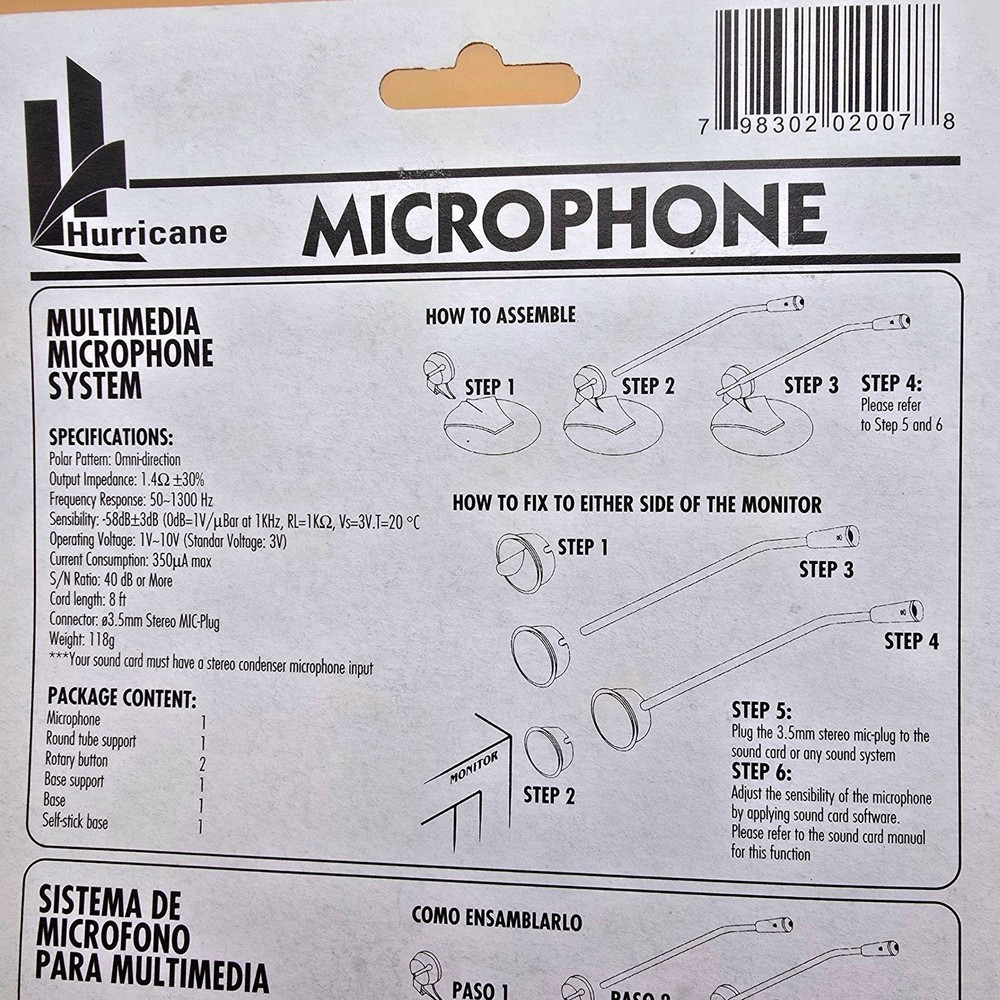 7 98302 02007 8
Hurricane
MICROPHONE
MULTIMEDIA
MICROPHONE
SYSTEM
SPECIFICATIONS:
Polar Pattern: Omni-direction
Output Impedance: 1.4Ω ±30%
Frequency Response: 50~1300 Hz
Sensibility: -58dB±3dB (0dB=1V/µBar at 1KHz, RL=1KΩ, Vs=3V.T=20 °C
Operating Voltage: 1V~10V (Standar Voltage: 3V)
Current Consumption: 350µA max
S/N Ratio: 40 dB or More
Cord length: 8 ft
Connector: ø3.5mm Stereo MIC-Plug
Weight: 118g
***Your sound card must have a stereo condenser microphone input
PACKAGE CONTENT:
Microphone 1
Round tube support 1
Rotary button 2
Base support 1
Base 1
Self-stick base 1
HOW TO ASSEMBLE
STEP 1
STEP 2
STEP 3
STEP 4:
Please refer
to Step 5 and 6
HOW TO FIX TO EITHER SIDE OF THE MONITOR
STEP 1
STEP 3
STEP 4
MONITOR
STEP 2
STEP 5:
Plug the 3.5mm stereo mic-plug to the
sound card or any sound system
STEP 6:
Adjust the sensibility of the microphone
by applying sound card software.
Please refer to the sound card manual
for this function
SISTEMA DE
MICROFONO
PARA MULTIMEDIA
COMO ENSAMBLARLO
PASO 1
PASO 2